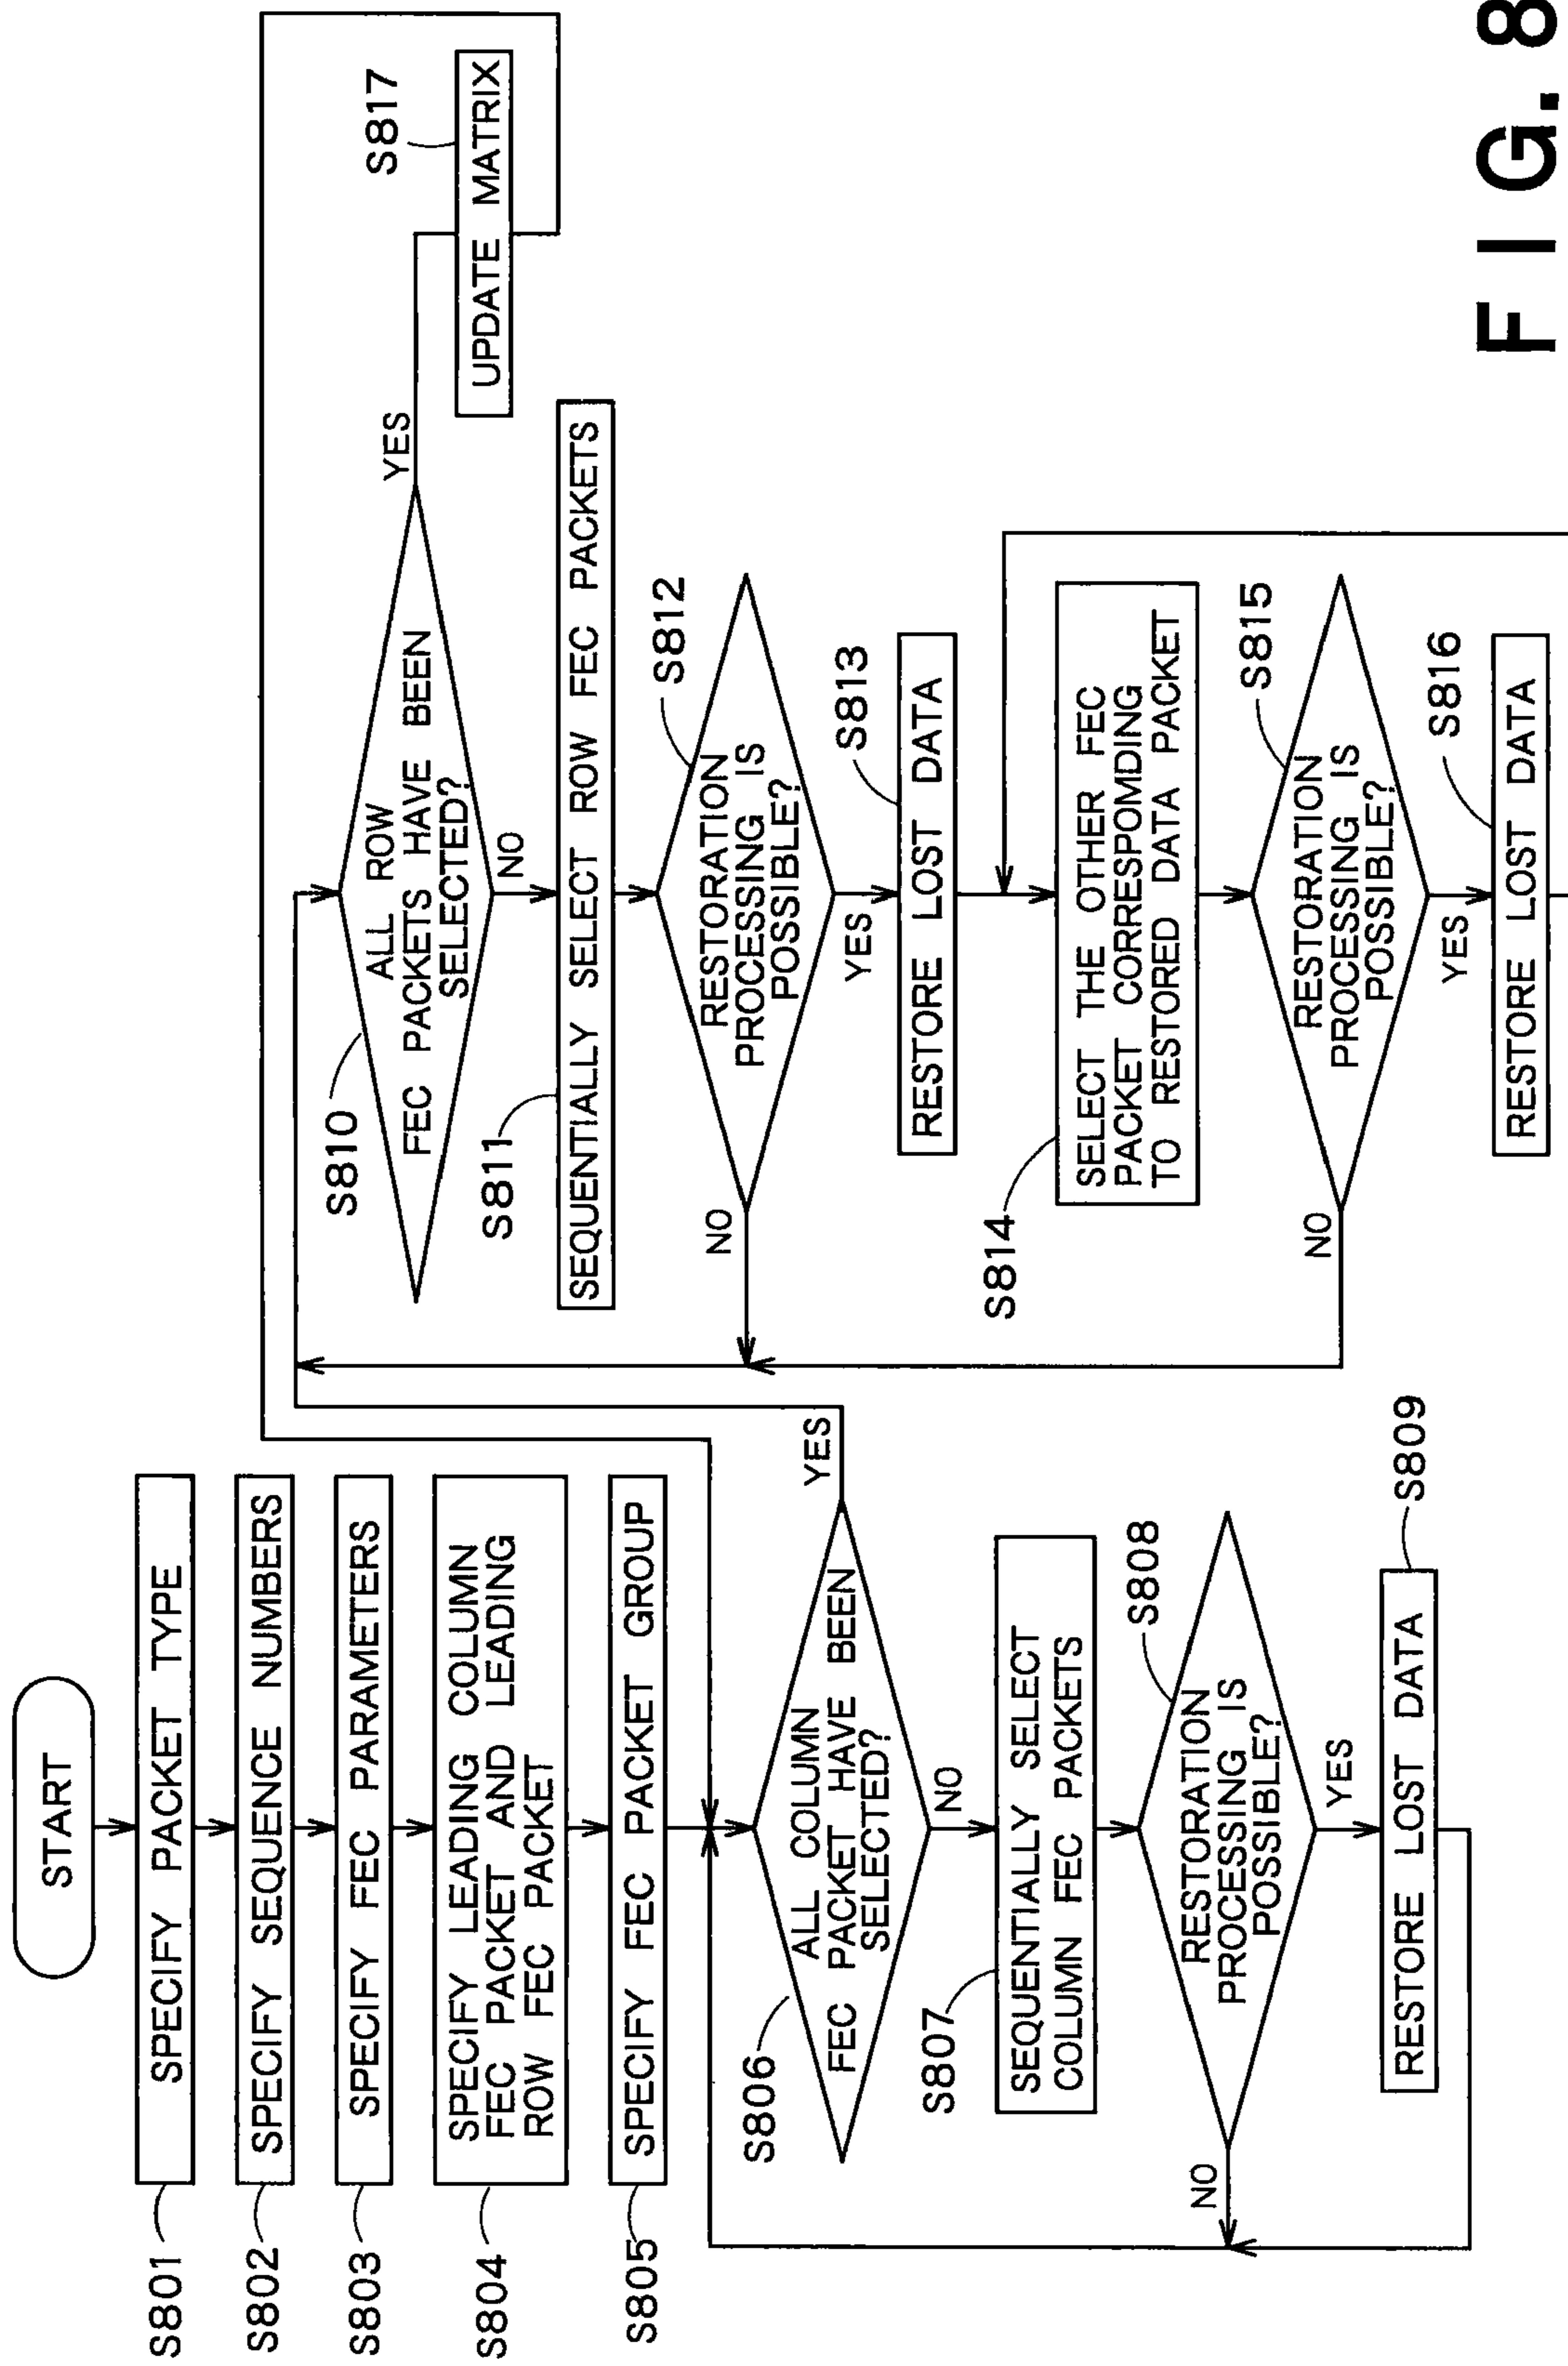 START
S801
SPECIFY PACKET TYPE
S802
SPECIFY SEQUENCE NUMBERS
S803
SPECIFY FEC PARAMETERS
S804
SPECIFY LEADING COLUMN
FEC PACKET AND LEADING
ROW FEC PACKET
S805
SPECIFY FEC PACKET GROUP
S806
ALL COLUMN
FEC PACKET HAVE BEEN
SELECTED?
YES
NO
S807
SEQUENTIALLY SELECT
COLUMN FEC PACKETS
S808
RESTORATION
PROCESSING IS
POSSIBLE?
NO
YES
S809
RESTORE LOST DATA
S810
ALL ROW
FEC PACKETS HAVE BEEN
SELECTED?
YES
NO
S817
UPDATE MATRIX
S811
SEQUENTIALLY SELECT ROW FEC PACKETS
S812
RESTORATION
PROCESSING IS
POSSIBLE?
NO
YES
S813
RESTORE LOST DATA
S814
SELECT THE OTHER FEC
PACKET CORRESPOMDING
TO RESTORED DATA PACKET
S815
RESTORATION
PROCESSING IS
POSSIBLE?
NO
YES
S816
RESTORE LOST DATA
FIG. 8